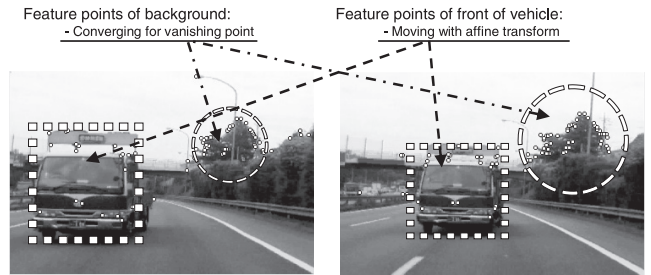 Feature points of background:
- Converging for vanishing point
Feature points of front of vehicle:
- Moving with affine transform